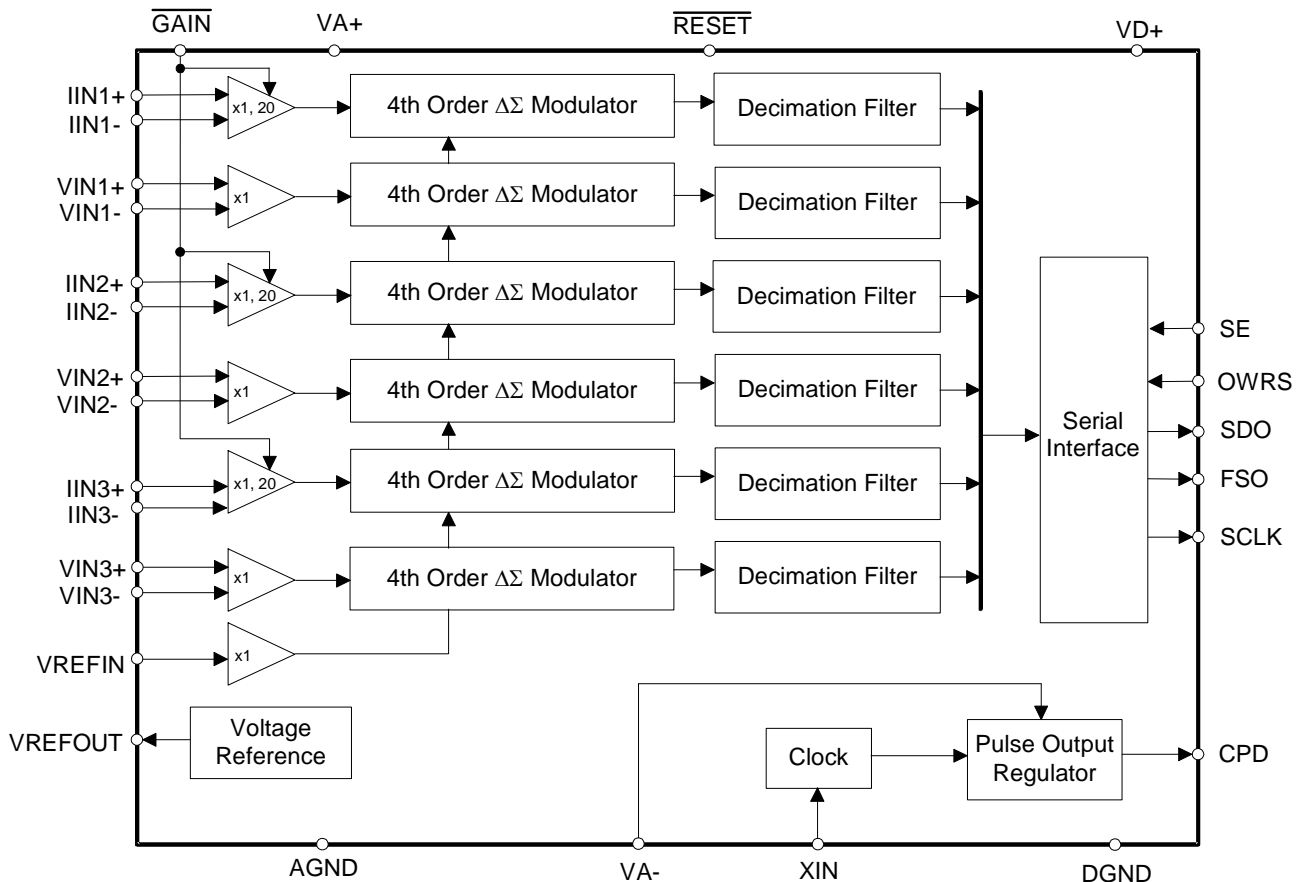 GAIN VA+ RESET VD+
IIN1+
IIN1-
x1, 20
4th Order ΔΣ Modulator
Decimation Filter
VIN1+
VIN1-
x1
4th Order ΔΣ Modulator
Decimation Filter
IIN2+
IIN2-
x1, 20
4th Order ΔΣ Modulator
Decimation Filter
VIN2+
VIN2-
x1
4th Order ΔΣ Modulator
Decimation Filter
IIN3+
IIN3-
x1, 20
4th Order ΔΣ Modulator
Decimation Filter
VIN3+
VIN3-
x1
4th Order ΔΣ Modulator
Decimation Filter
Serial
Interface
SE
OWRS
SDO
FSO
SCLK
VREFIN
x1
VREFOUT
Voltage
Reference
Clock
Pulse Output
Regulator
CPD
AGND VA- XIN DGND